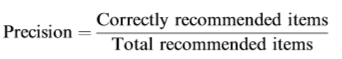 Precision = Correctly recommended items / Total recommended items